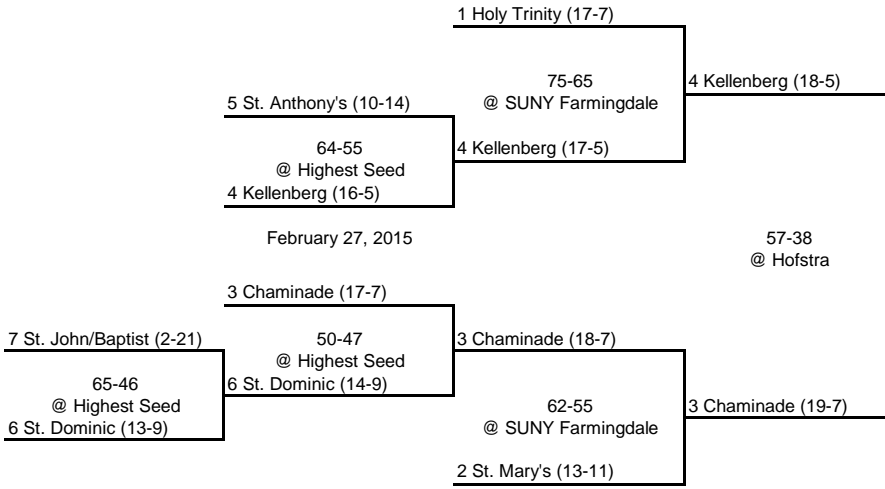 1 Holy Trinity (17-7)
75-65
@ SUNY Farmingdale
4 Kellenberg (18-5)
5 St. Anthony's (10-14)
64-55
@ Highest Seed
4 Kellenberg (17-5)
4 Kellenberg (16-5)
February 27, 2015
57-38
@ Hofstra
3 Chaminade (17-7)
7 St. John/Baptist (2-21)
50-47
@ Highest Seed
3 Chaminade (18-7)
65-46
@ Highest Seed
6 St. Dominic (14-9)
6 St. Dominic (13-9)
62-55
@ SUNY Farmingdale
3 Chaminade (19-7)
2 St. Mary's (13-11)